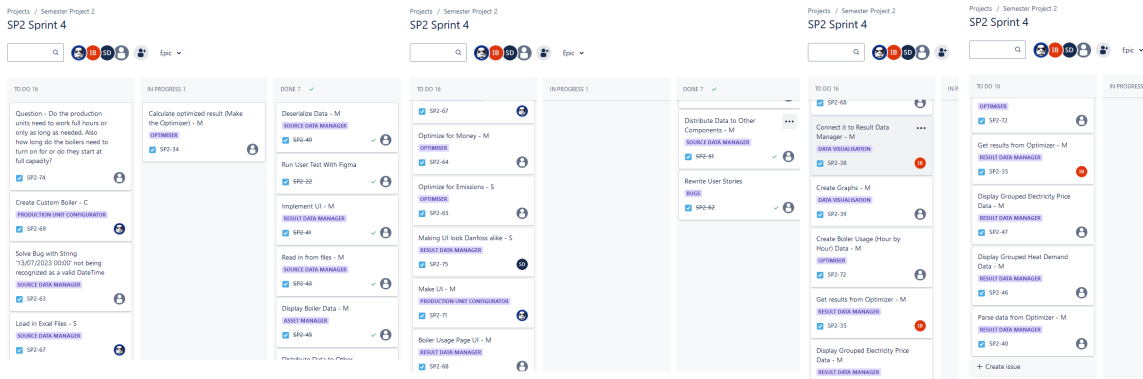 Projects / Semester Project 2
SP2 Sprint 4
IB
SD
Epic
TO DO 16
Question - Do the production
units need to work full hours or
only as long as needed. Also
how long do the boilers need to
turn on for or do they start at
full capacity?
SP2-74
Create Custom Boiler - C
PRODUCTION UNIT CONFIGURATOR
SP2-69
Solve Bug with String
'13/07/2023 00:00' not being
recognized as a valid DateTime
SOURCE DATA MANAGER
SP2-63
Load in Excel Files - S
SOURCE DATA MANAGER
SP2-67
IN PROGRESS 1
Calculate optimized result (Make
the Optimizer) - M
OPTIMISER
SP2-34
DONE 7
Deserialize Data - M
SOURCE DATA MANAGER
SP2-49
Run User Test With Figma
SP2-22
Implement UI - M
RESULT DATA MANAGER
SP2-41
Read in from files - M
SOURCE DATA MANAGER
SP2-43
Display Boiler Data - M
ASSET MANAGER
SP2-45
Distribute Data to Other
Projects / Semester Project 2
SP2 Sprint 4
IB
SD
Epic
TO DO 16
SP2-67
Optimize for Money - M
OPTIMISER
SP2-64
Optimize for Emissions - S
OPTIMISER
SP2-65
Making UI look Danfoss alike - S
RESULT DATA MANAGER
SP2-75
SD
Make UI - M
PRODUCTION UNIT CONFIGURATOR
SP2-71
Boiler Usage Page UI - M
RESULT DATA MANAGER
SP2-68
IN PROGRESS 1
DONE 7
Distribute Data to Other
Components - M
SOURCE DATA MANAGER
SP2-51
Rewrite User Stories
BUGS
SP2-62
Projects / Semester Project 2
SP2 Sprint 4
IB
SD
TO DO 16
IN P
SP2-68
Connect it to Result Data
Manager - M
DATA VISUALISATION
SP2-38
IB
Create Graphs - M
DATA VISUALISATION
SP2-39
Create Boiler Usage (Hour by
Hour) Data - M
OPTIMISER
SP2-72
Get results from Optimizer - M
RESULT DATA MANAGER
SP2-35
IB
Display Grouped Electricity Price
Data - M
RESULT DATA MANAGER
Projects / Semester Project 2
SP2 Sprint 4
IB
SD
Epic
TO DO 16
IN PROGRESS
OPTIMISER
SP2-72
Get results from Optimizer - M
RESULT DATA MANAGER
SP2-35
IB
Display Grouped Electricity Price
Data - M
RESULT DATA MANAGER
SP2-47
Display Grouped Heat Demand
Data - M
RESULT DATA MANAGER
SP2-46
Parse data from Optimizer - M
RESULT DATA MANAGER
SP2-40
+ Create issue